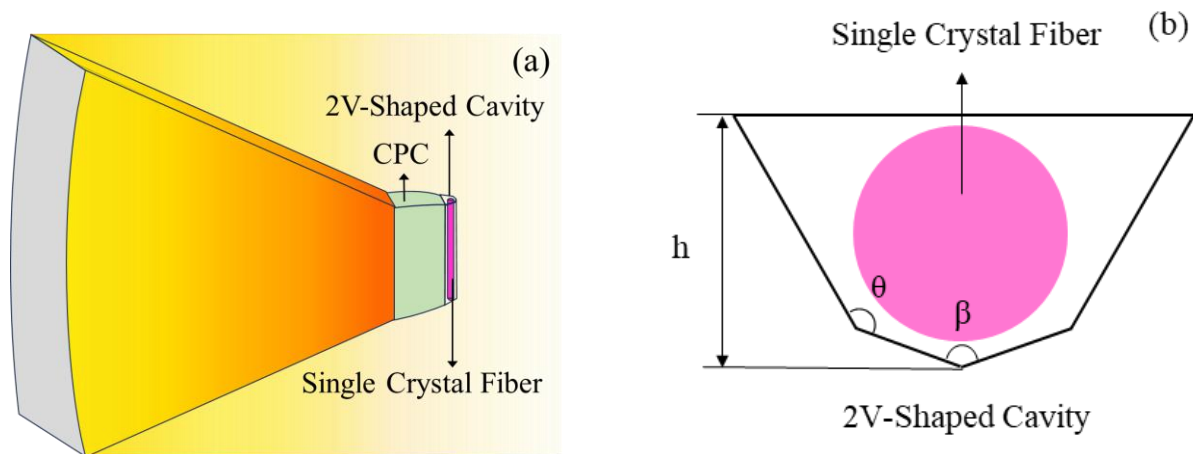 (a)
2V-Shaped Cavity
CPC
Single Crystal Fiber
Single Crystal Fiber
(b)
h
θ
β
2V-Shaped Cavity